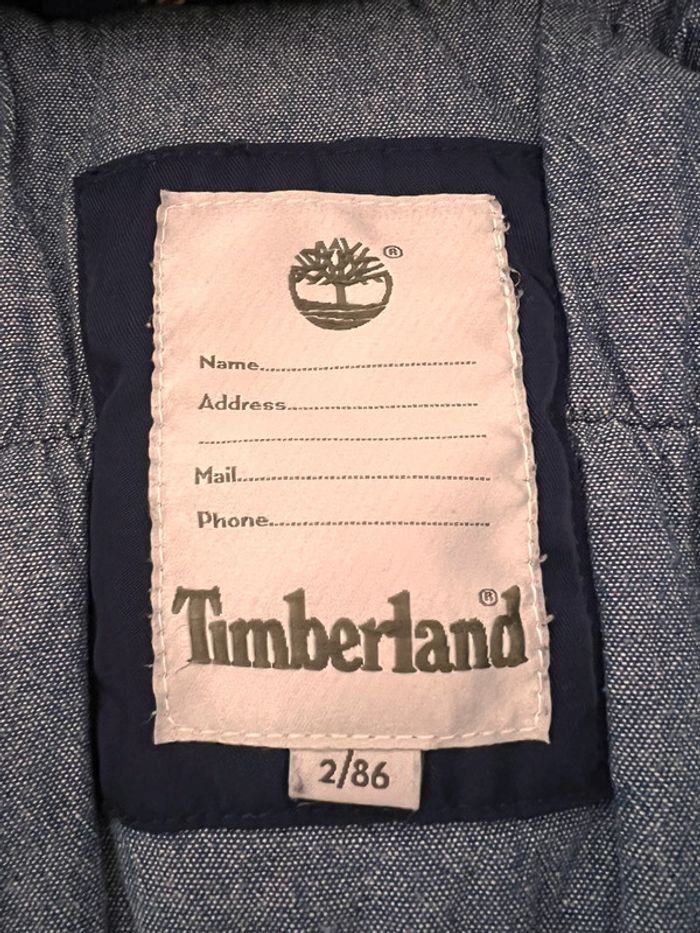 ®
Name
Address
Mail
Phone
Timberland®
2/86